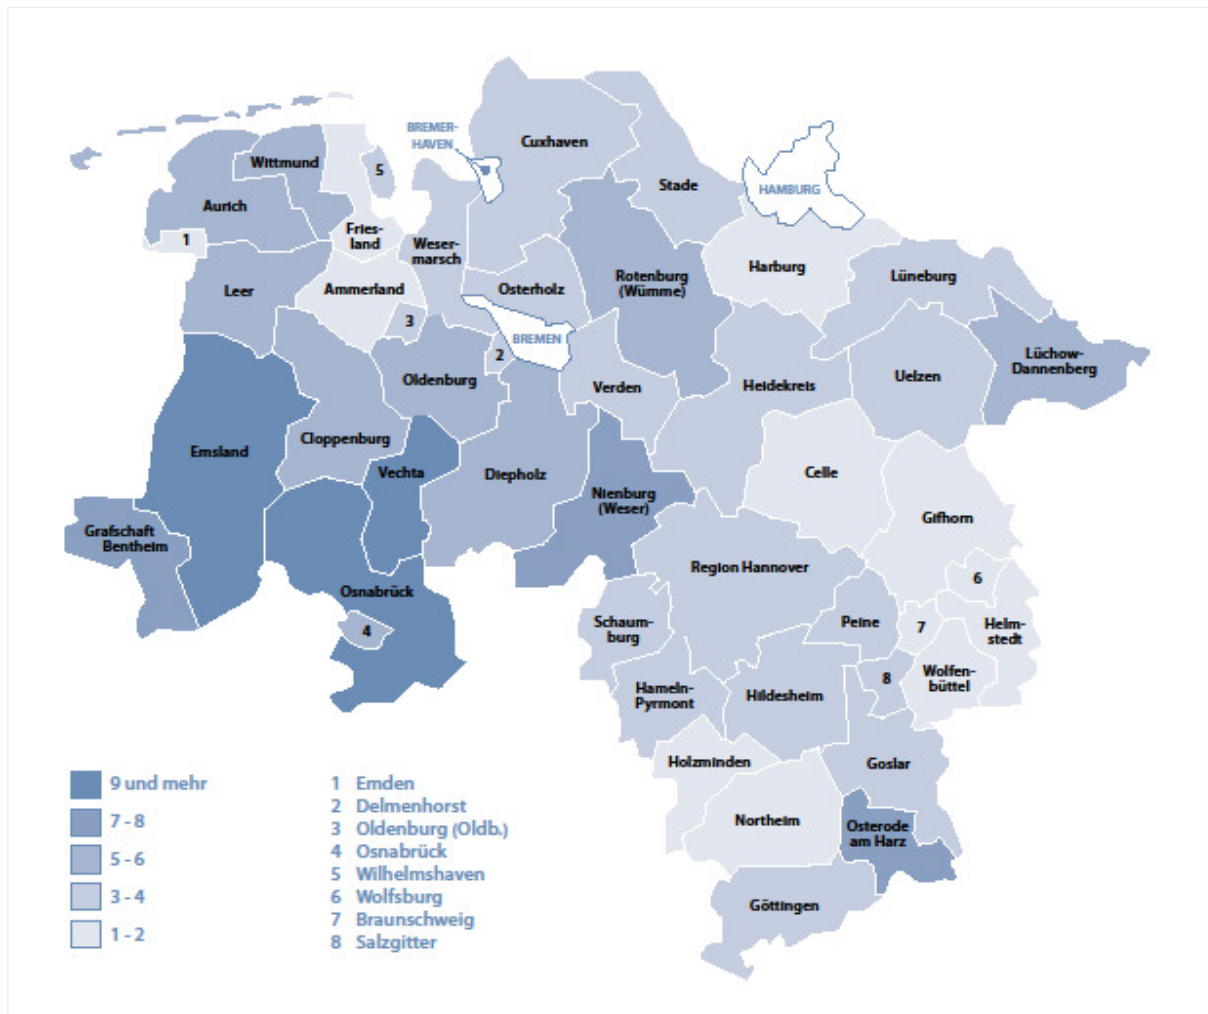 BREMER-
HAVEN
Cuxhaven
Wittmund
5
Stade
HAMBURG
Aurich
1
Fries-
land
Weser-
marsch
Harburg
Lüneburg
Leer
Ammerland
Osterholz
Rotenburg
(Wümme)
3
BREMEN
2
Oldenburg
Verden
Heidekreis
Uelzen
Lüchow-
Dannenberg
Emsland
Cloppenburg
Vechta
Diepholz
Nienburg
(Weser)
Celle
Gifhorn
Grafschaft
Bentheim
Osnabrück
Region Hannover
6
4
Schaum-
burg
Peine
7
Helm-
stedt
Hameln-
Pyrmont
Hildesheim
8
Wolfen-
büttel
Holzminden
Goslar
Northeim
Osterode
am Harz
Göttingen
9 und mehr
7 - 8
5 - 6
3 - 4
1 - 2
1 Emden
2 Delmenhorst
3 Oldenburg (Oldb.)
4 Osnabrück
5 Wilhelmshaven
6 Wolfsburg
7 Braunschweig
8 Salzgitter